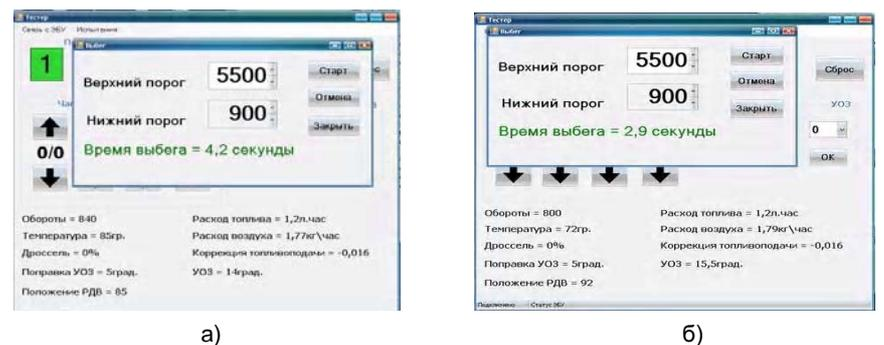 Тестер
Связь с ЭБУ Испытания
Выбег
1
Верхний порог 5500 Старт
Отмена
Нижний порог 900 Закрыть
Время выбега = 4,2 секунды
0/0
Обороты = 840 Расход топлива = 1,2л.час
Температура = 85гр. Расход воздуха = 1,77кг\час
Дроссель = 0% Коррекция топливоподачи = -0,016
Поправка УОЗ = 5град. УОЗ = 14град.
Положение РДВ = 85
а)
Тестер
Выбег
Верхний порог 5500 Старт
Сброс
Отмена
Нижний порог 900 Закрыть
УОЗ
Время выбега = 2,9 секунды
0
ОК
Обороты = 800 Расход топлива = 1,2л.час
Температура = 72гр. Расход воздуха = 1,79кг\час
Дроссель = 0% Коррекция топливоподачи = -0,016
Поправка УОЗ = 5град. УОЗ = 15,5град.
Положение РДВ = 92
Подключено Статус ЭБУ
б)